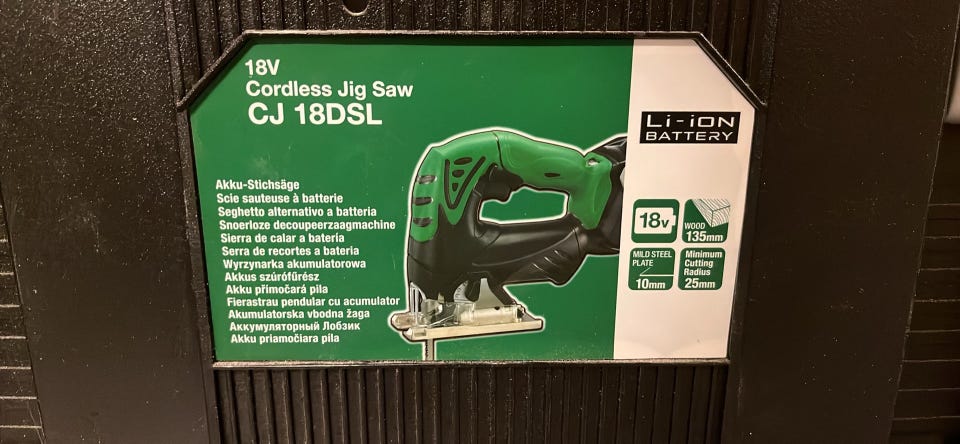 18V
Cordless Jig Saw
CJ 18DSL
Akku-Stichsäge
Scie sauteuse à batterie
Seghetto alternativo a batteria
Snoerloze decoupeerzaagmachine
Sierra de calar a batería
Serra de recortes a bateria
Wyrzynarka akumulatorowa
Akkus szúrófűrész
Akku přímočará pila
Fierastrau pendular cu acumulator
Akumulatorska vbodna žaga
Аккумуляторный Лобзик
Akku priamočiara píla
Li-iON
BATTERY
18V
WOOD
135mm
MILD STEEL
PLATE
10mm
Minimum
Cutting
Radius
25mm